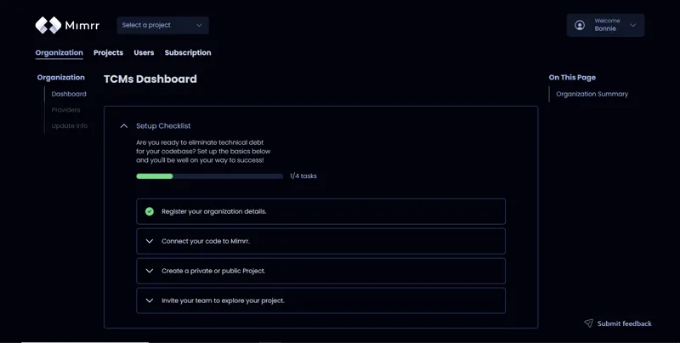 Mimrr
Select a project
Welcome
Bonnie
Organization Projects Users Subscription
Organization
Dashboard
Providers
Update Info
TCMs Dashboard
Setup Checklist
Are you ready to eliminate technical debt
for your codebase? Set up the basics below
and you'll be well on your way to success!
1/4 tasks
Register your organization details.
Connect your code to Mimrr.
Create a private or public Project.
Invite your team to explore your project.
On This Page
Organization Summary
Submit feedback